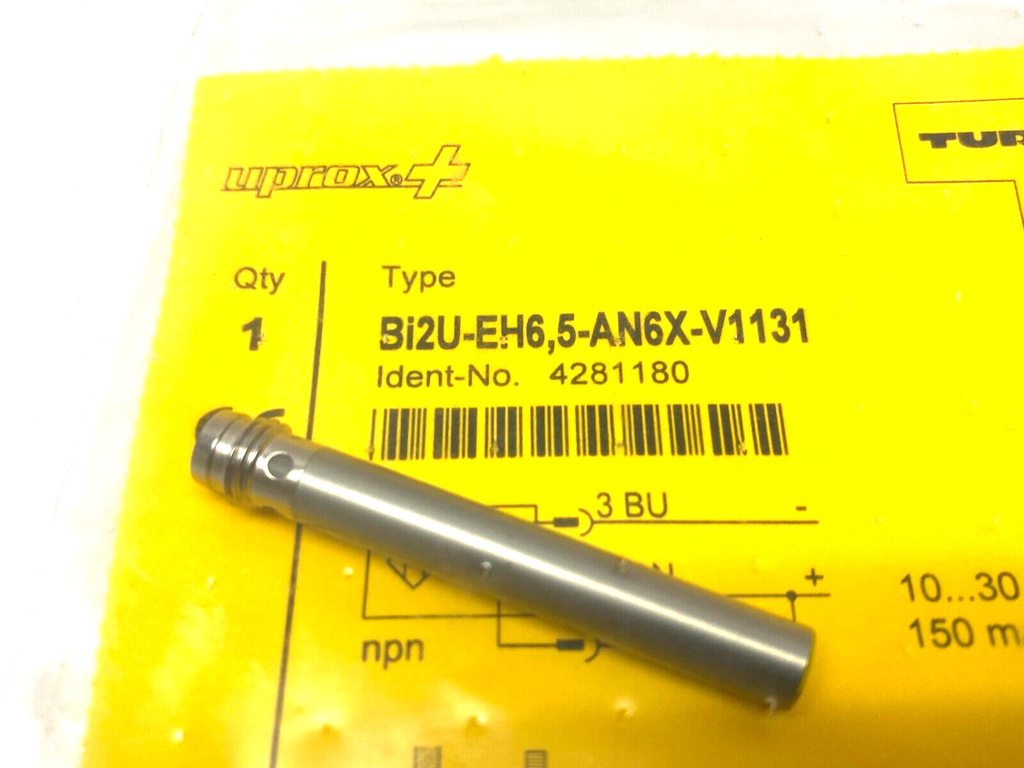 uprox®+
TUR
Qty
Type
1
Bi2U-EH6,5-AN6X-V1131
Ident-No. 4281180
3 BU
-
+
10...30
npn
150 m